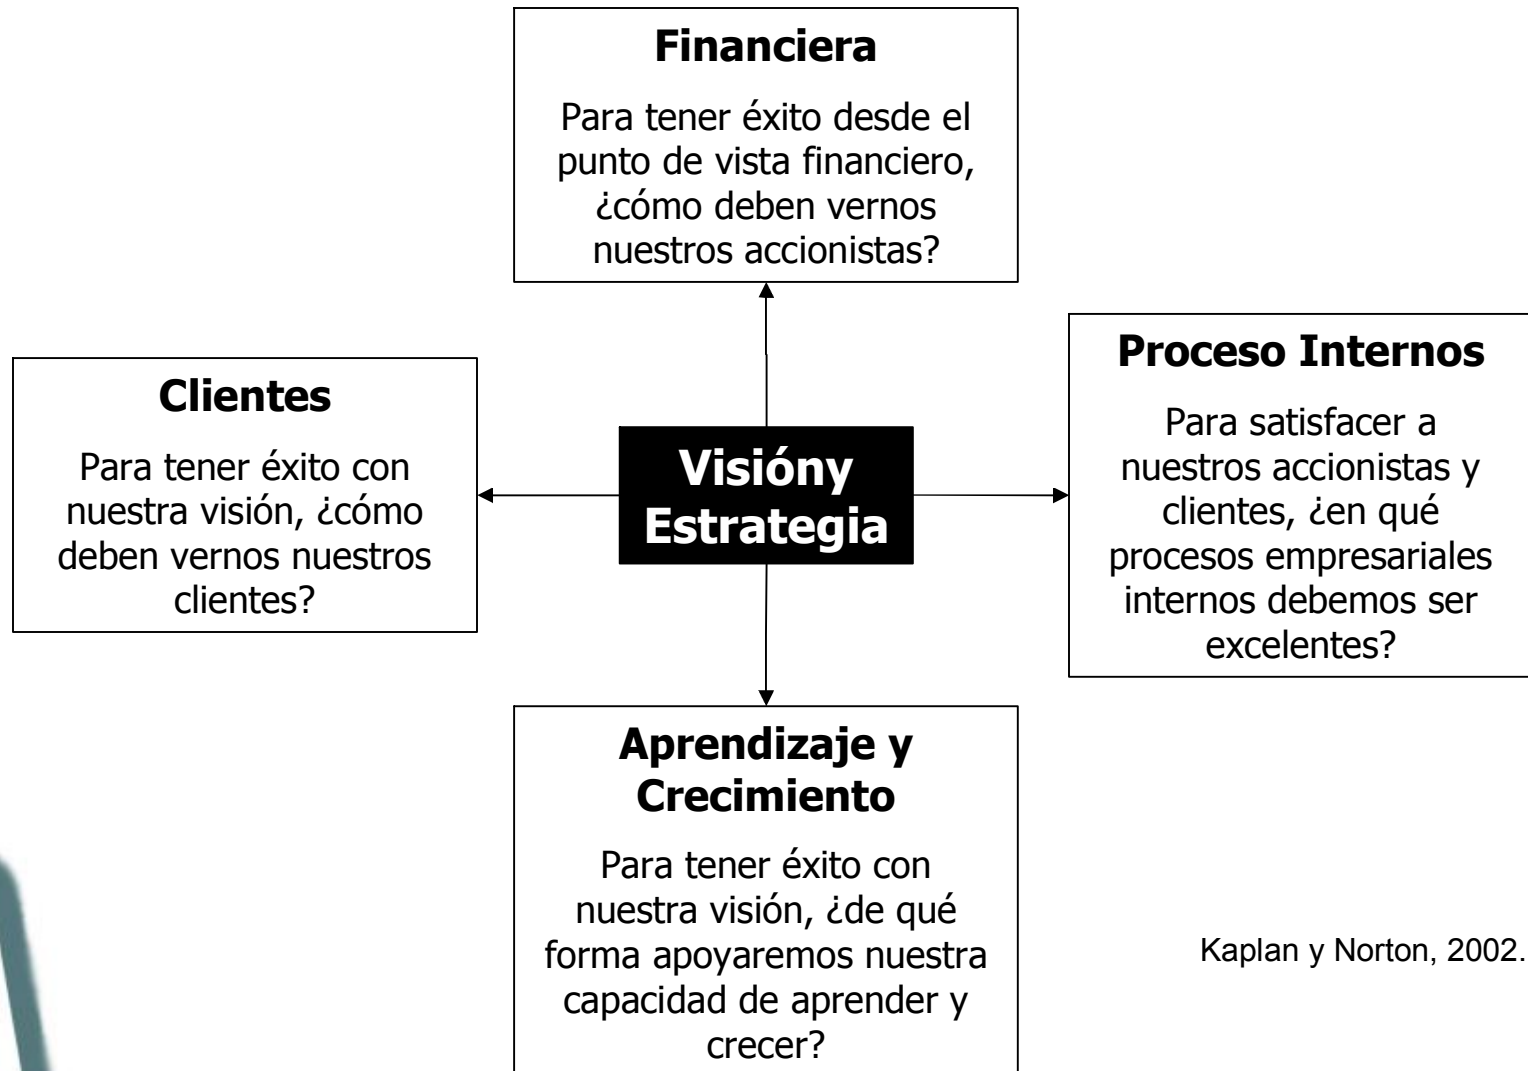 Financiera
Para tener éxito desde el
punto de vista financiero,
¿cómo deben vernos
nuestros accionistas?
Clientes
Para tener éxito con
nuestra visión, ¿cómo
deben vernos nuestros
clientes?
Visióny
Estrategia
Proceso Internos
Para satisfacer a
nuestros accionistas y
clientes, ¿en qué
procesos empresariales
internos debemos ser
excelentes?
Aprendizaje y
Crecimiento
Para tener éxito con
nuestra visión, ¿de qué
forma apoyaremos nuestra
capacidad de aprender y
crecer?
Kaplan y Norton, 2002.